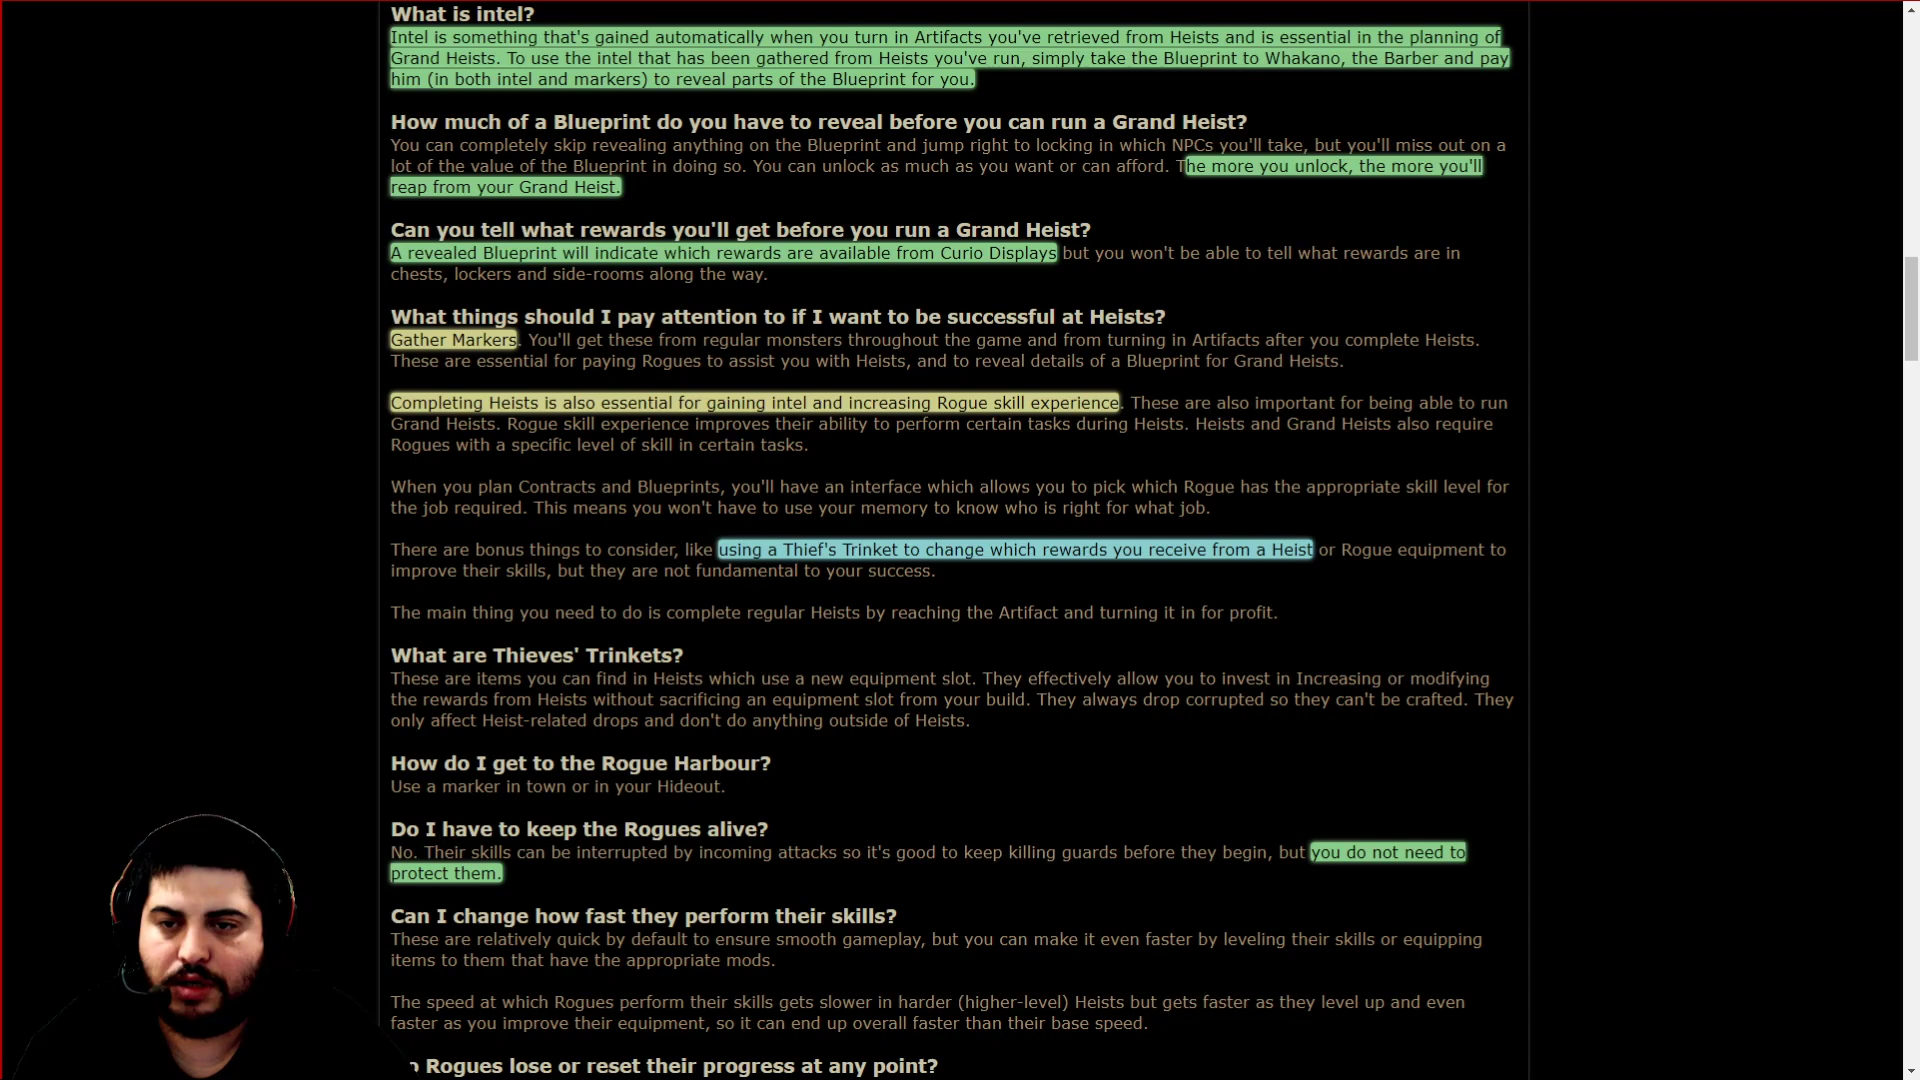 What is intel?
Intel is something that's gained automatically when you turn in Artifacts you've retrieved from Heists and is essential in the planning of
Grand Heists. To use the intel that has been gathered from Heists you've run, simply take the Blueprint to Whakano, the Barber and pay
him (in both intel and markers) to reveal parts of the Blueprint for you.
How much of a Blueprint do you have to reveal before you can run a Grand Heist?
You can completely skip revealing anything on the Blueprint and jump right to locking in which NPCs you'll take, but you'll miss out on a
lot of the value of the Blueprint in doing so. You can unlock as much as you want or can afford. The more you unlock, the more you'll
reap from your Grand Heist.
Can you tell what rewards you'll get before you run a Grand Heist?
A revealed Blueprint will indicate which rewards are available from Curio Displays but you won't be able to tell what rewards are in
chests, lockers and side-rooms along the way.
What things should I pay attention to if I want to be successful at Heists?
Gather Markers. You'll get these from regular monsters throughout the game and from turning in Artifacts after you complete Heists.
These are essential for paying Rogues to assist you with Heists, and to reveal details of a Blueprint for Grand Heists.
Completing Heists is also essential for gaining intel and increasing Rogue skill experience. These are also important for being able to run
Grand Heists. Rogue skill experience improves their ability to perform certain tasks during Heists. Heists and Grand Heists also require
Rogues with a specific level of skill in certain tasks.
When you plan Contracts and Blueprints, you'll have an interface which allows you to pick which Rogue has the appropriate skill level for
the job required. This means you won't have to use your memory to know who is right for what job.
There are bonus things to consider, like using a Thief's Trinket to change which rewards you receive from a Heist or Rogue equipment to
improve their skills, but they are not fundamental to your success.
The main thing you need to do is complete regular Heists by reaching the Artifact and turning it in for profit.
What are Thieves' Trinkets?
These are items you can find in Heists which use a new equipment slot. They effectively allow you to invest in Increasing or modifying
the rewards from Heists without sacrificing an equipment slot from your build. They always drop corrupted so they can't be crafted. They
only affect Heist-related drops and don't do anything outside of Heists.
How do I get to the Rogue Harbour?
Use a marker in town or in your Hideout.
Do I have to keep the Rogues alive?
No. Their skills can be interrupted by incoming attacks so it's good to keep killing guards before they begin, but you do not need to
protect them.
Can I change how fast they perform their skills?
These are relatively quick by default to ensure smooth gameplay, but you can make it even faster by leveling their skills or equipping
items to them that have the appropriate mods.
The speed at which Rogues perform their skills gets slower in harder (higher-level) Heists but gets faster as they level up and even
faster as you improve their equipment, so it can end up overall faster than their base speed.
Rogues lose or reset their progress at any point?